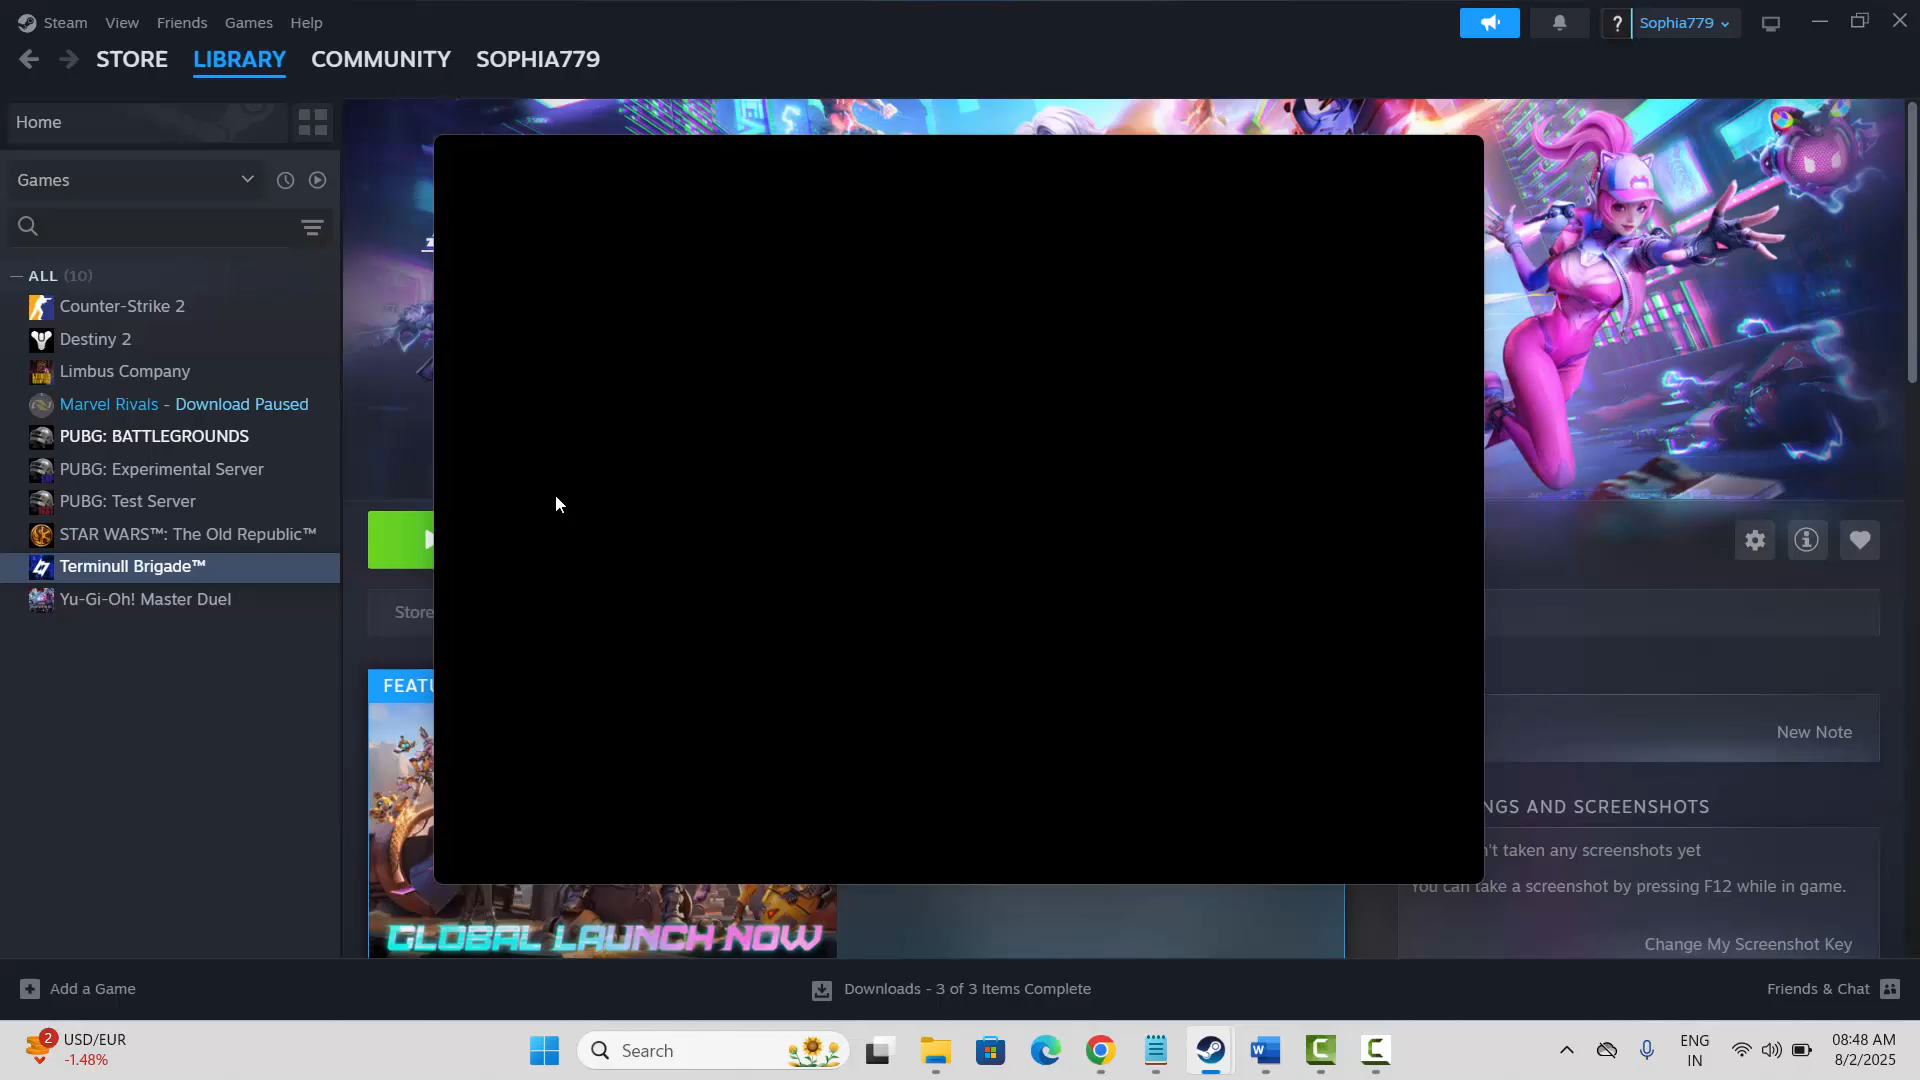 Steam View Friends Games Help
? Sophia779
STORE LIBRARY COMMUNITY SOPHIA779
Home
Games
— ALL (10)
Counter-Strike 2
Destiny 2
Limbus Company
Marvel Rivals - Download Paused
PUBG: BATTLEGROUNDS
PUBG: Experimental Server
PUBG: Test Server
STAR WARS™: The Old Republic™
Terminull Brigade™
Yu-Gi-Oh! Master Duel
Store
FEATU
GLOBAL LAUNCH NOW
New Note
NGS AND SCREENSHOTS
n't taken any screenshots yet
You can take a screenshot by pressing F12 while in game.
Change My Screenshot Key
Add a Game
Downloads - 3 of 3 Items Complete
Friends & Chat
2
USD/EUR
-1.48%
Search
ENG
IN
08:48 AM
8/2/2025